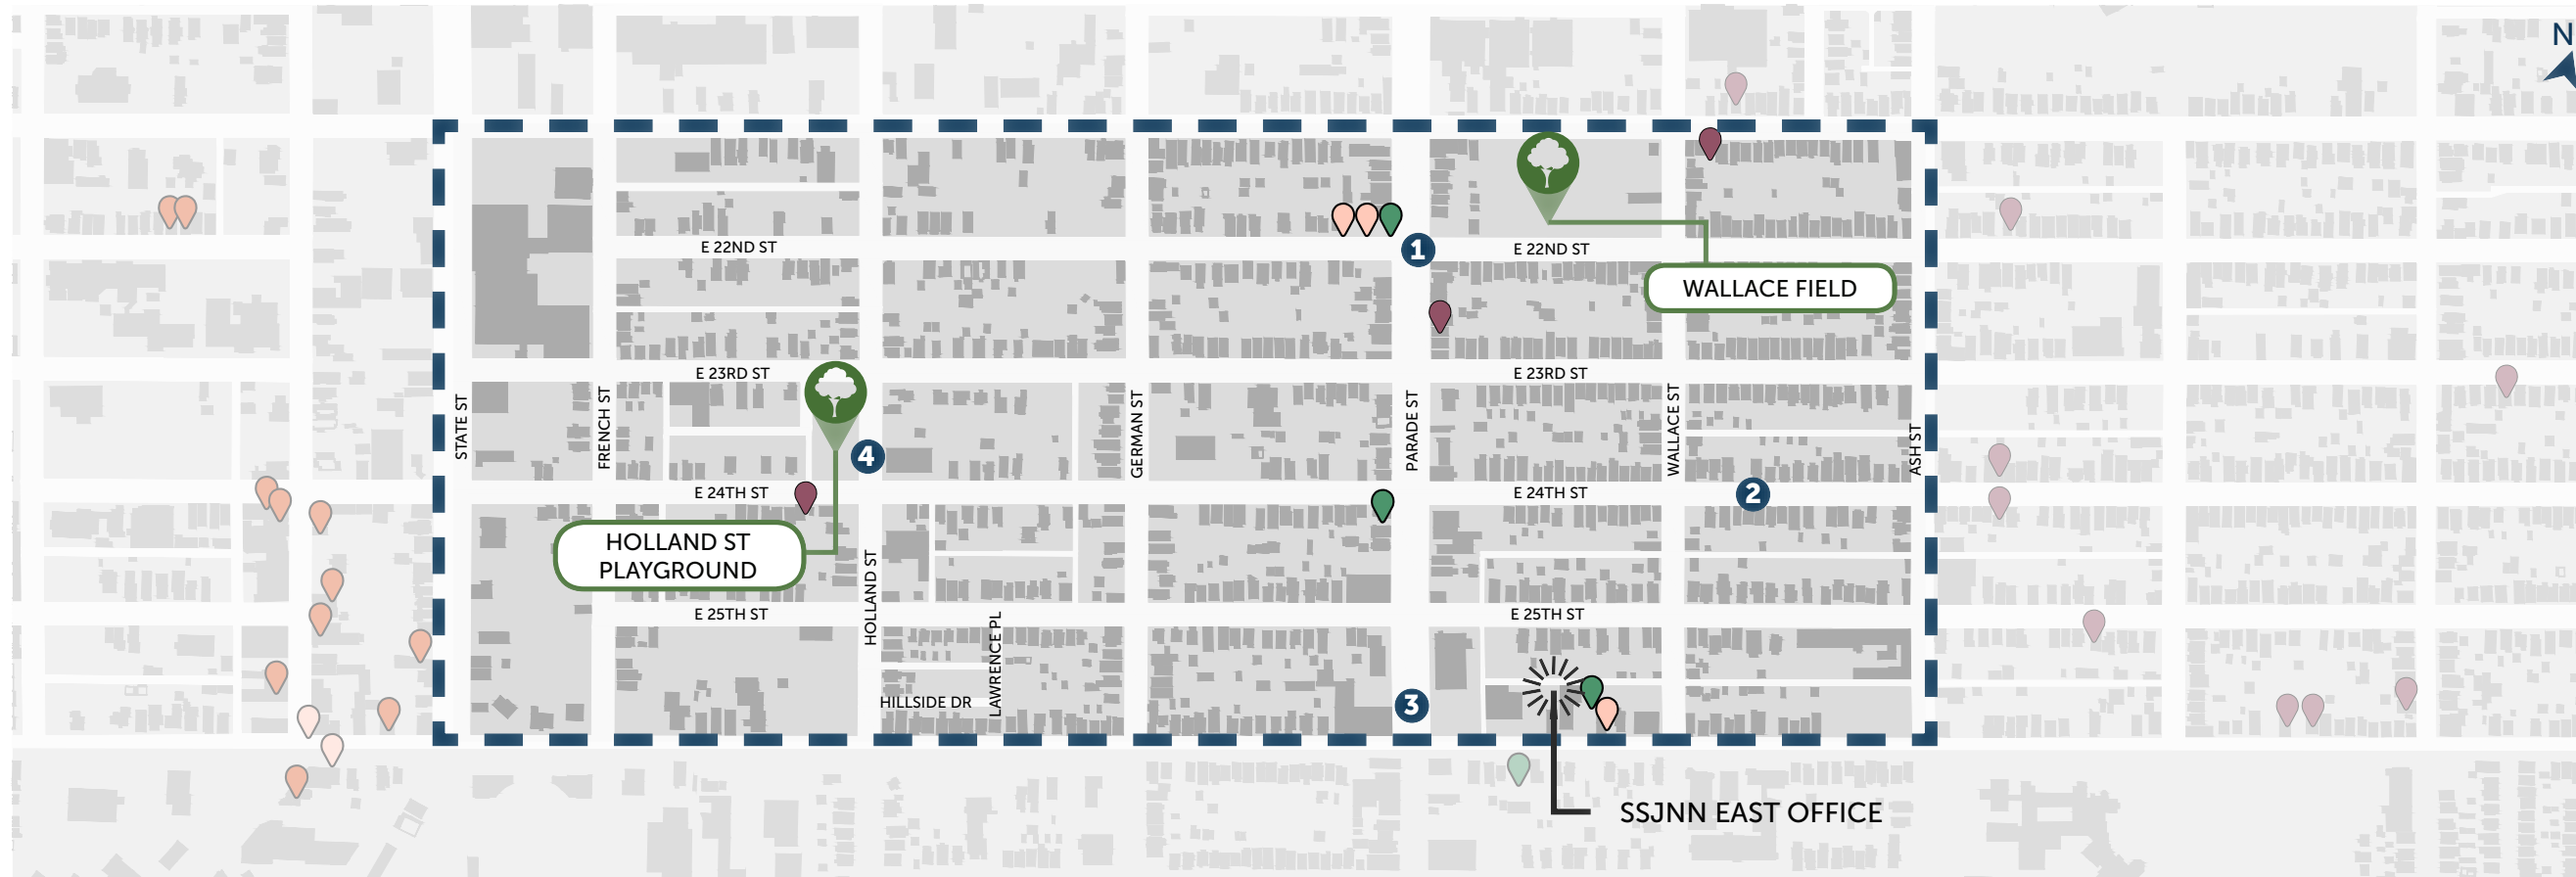 N
E 22ND ST
1
E 22ND ST
WALLACE FIELD
E 23RD ST
E 23RD ST
STATE ST
FRENCH ST
GERMAN ST
PARADE ST
WALLACE ST
ASH ST
4
E 24TH ST
E 24TH ST
2
HOLLAND ST
PLAYGROUND
HOLLAND ST
E 25TH ST
E 25TH ST
LAWRENCE PL
HILLSIDE DR
3
SSJNN EAST OFFICE